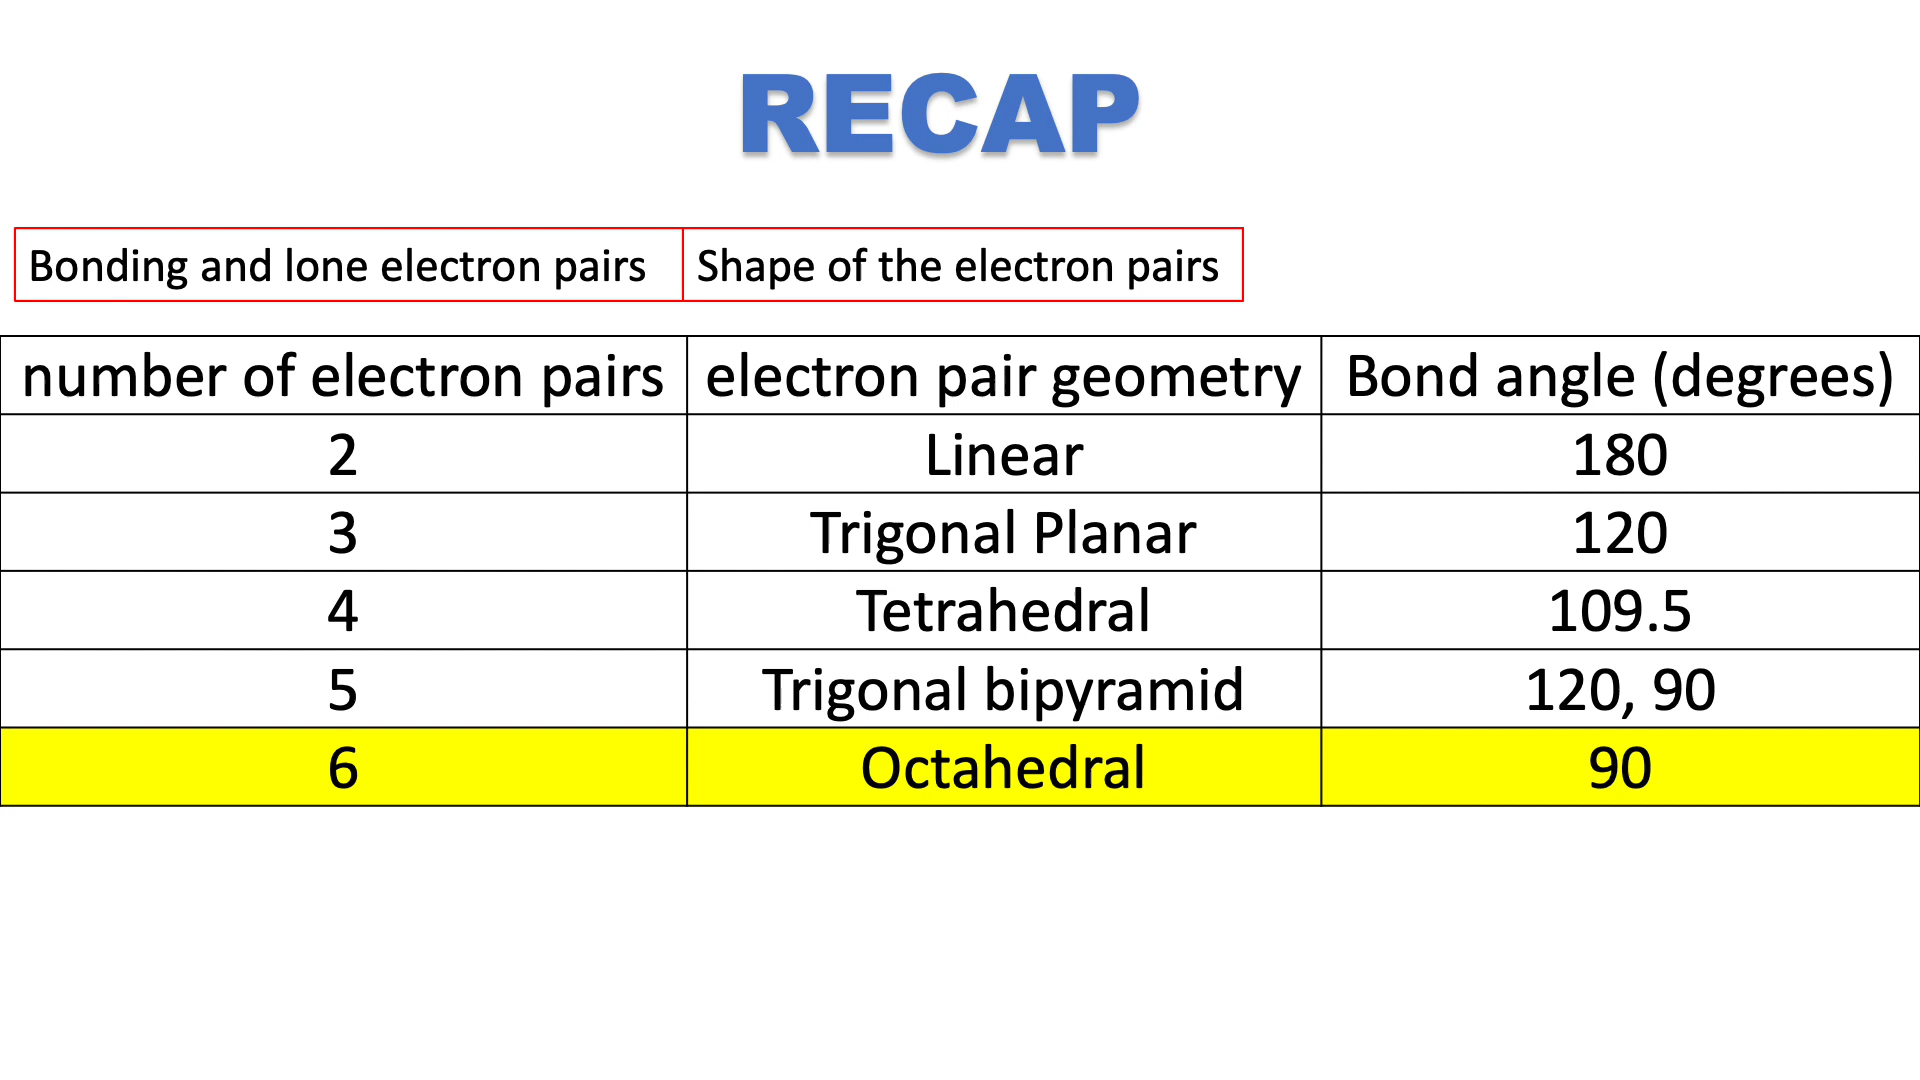 RECAP
Bonding and lone electron pairs Shape of the electron pairs
number of electron pairs electron pair geometry Bond angle (degrees)
2 Linear 180
3 Trigonal Planar 120
4 Tetrahedral 109.5
5 Trigonal bipyramid 120, 90
6 Octahedral 90